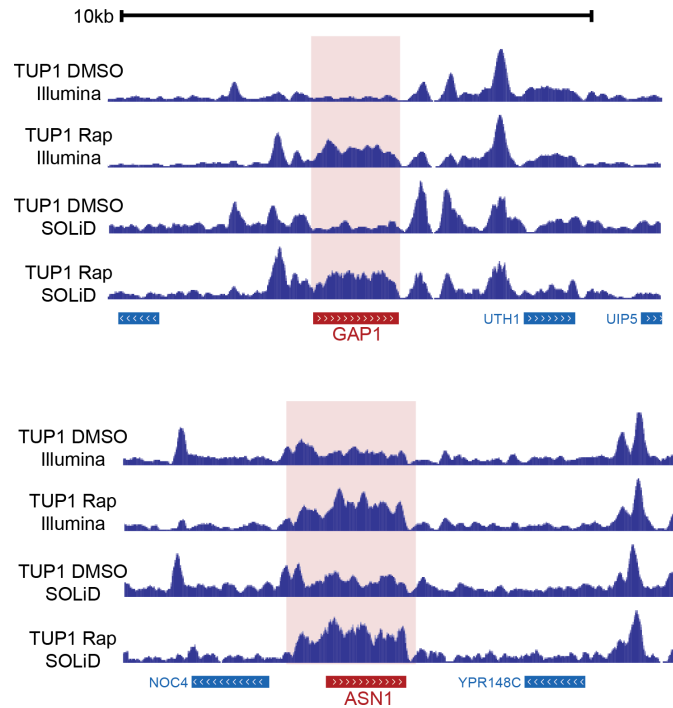 10kb
TUP1 DMSO
Illumina
TUP1 Rap
Illumina
TUP1 DMSO
SOLiD
TUP1 Rap
SOLiD
GAP1
UTH1
UIP5
TUP1 DMSO
Illumina
TUP1 Rap
Illumina
TUP1 DMSO
SOLiD
TUP1 Rap
SOLiD
NOC4
ASN1
YPR148C